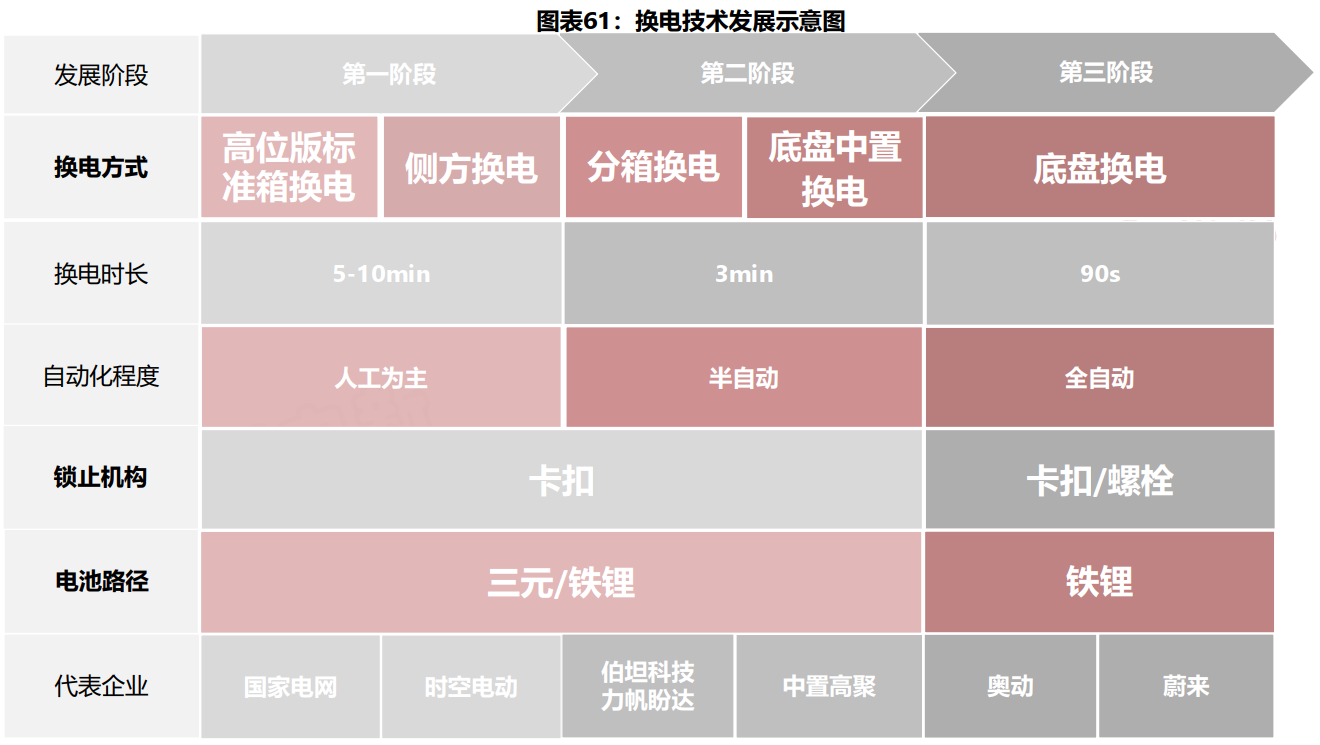 图表61：换电技术发展示意图
发展阶段
第一阶段
第二阶段
第三阶段
换电方式
高位版标
准箱换电
侧方换电
分箱换电
底盘中置
换电
底盘换电
换电时长
5-10min
3min
90s
自动化程度
人工为主
半自动
全自动
锁止机构
卡扣
卡扣/螺栓
电池路径
三元/铁锂
铁锂
代表企业
国家电网
时空电动
伯坦科技
力帆盼达
中置高聚
奥动
蔚来